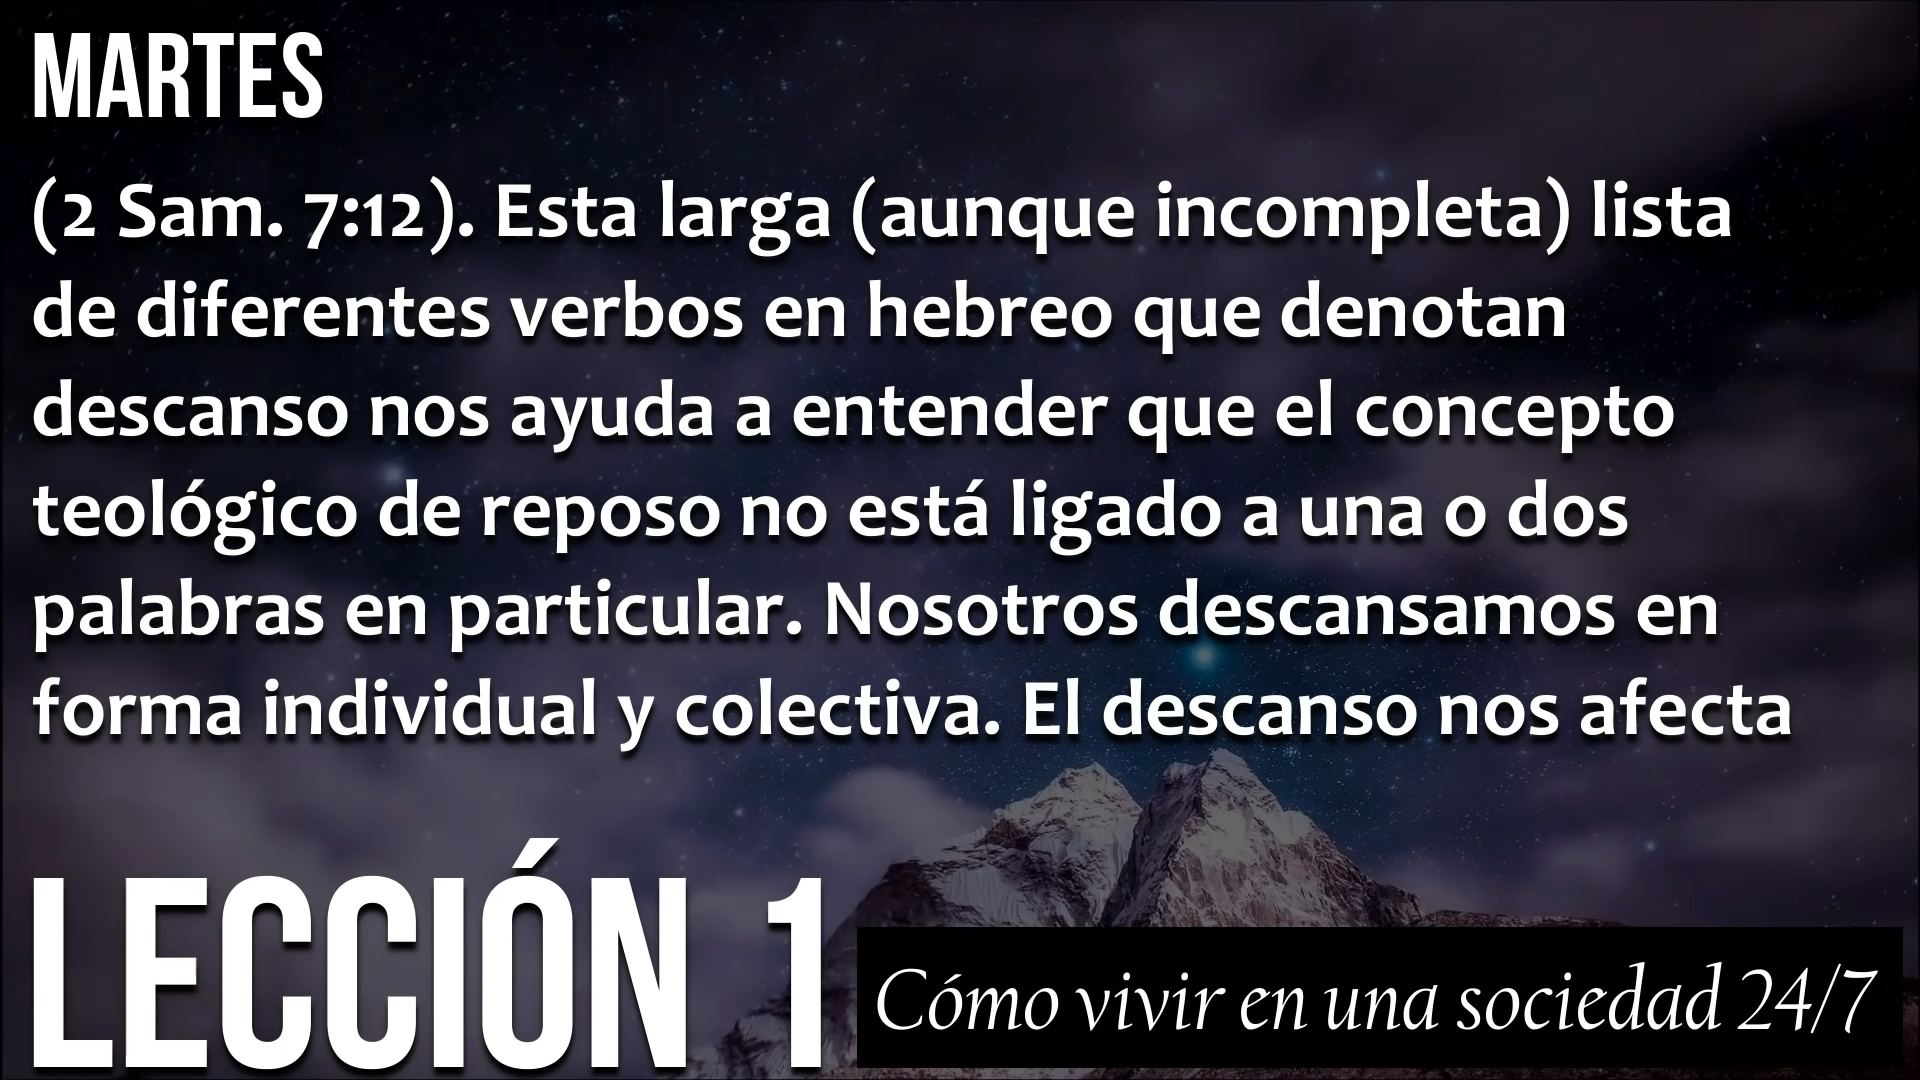 MARTES
(2 Sam. 7:12). Esta larga (aunque incompleta) lista
de diferentes verbos en hebreo que denotan
descanso nos ayuda a entender que el concepto
teológico de reposo no está ligado a una o dos
palabras en particular. Nosotros descansamos en
forma individual y colectiva. El descanso nos afecta
LECCIÓN 1
Cómo vivir en una sociedad 24/7